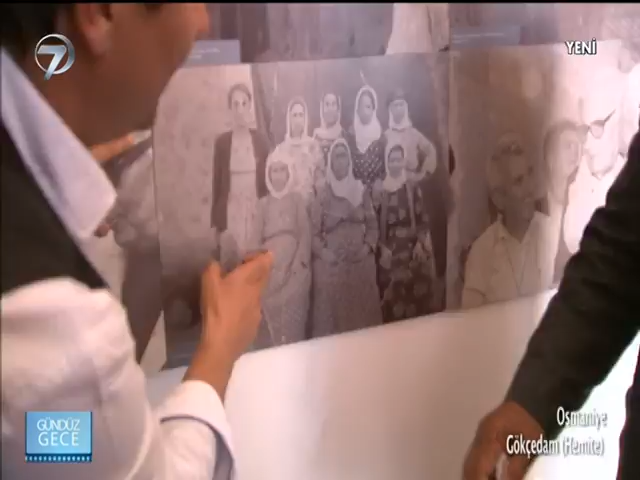 7
YENİ
GÜNDÜZ
GECE
Osmaniye
Gökçedam (Hemite)